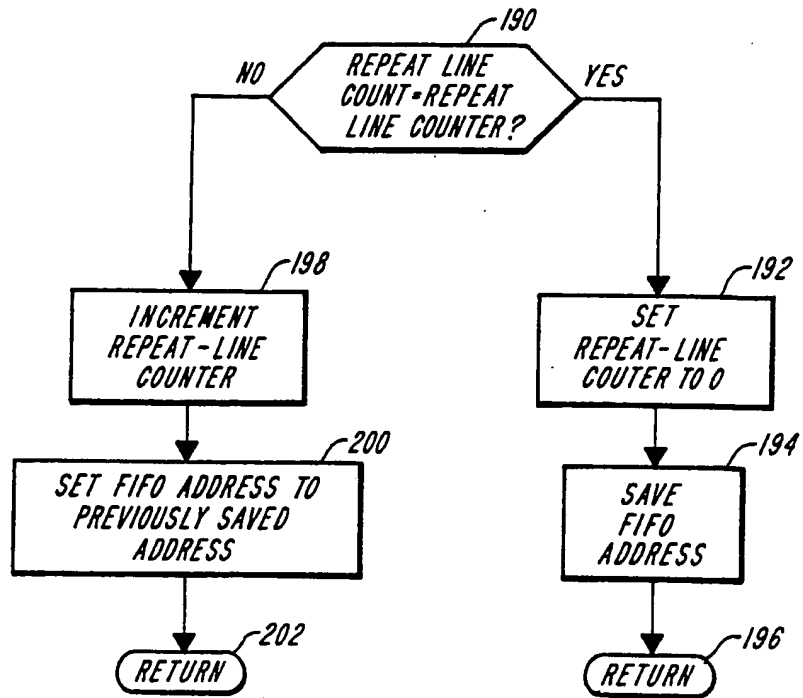 190
NO
REPEAT LINE
COUNT=REPEAT
LINE COUNTER?
YES
198
INCREMENT
REPEAT-LINE
COUNTER
192
SET
REPEAT-LINE
COUTER TO 0
200
SET FIFO ADDRESS TO
PREVIOUSLY SAVED
ADDRESS
194
SAVE
FIFO
ADDRESS
202
RETURN
196
RETURN